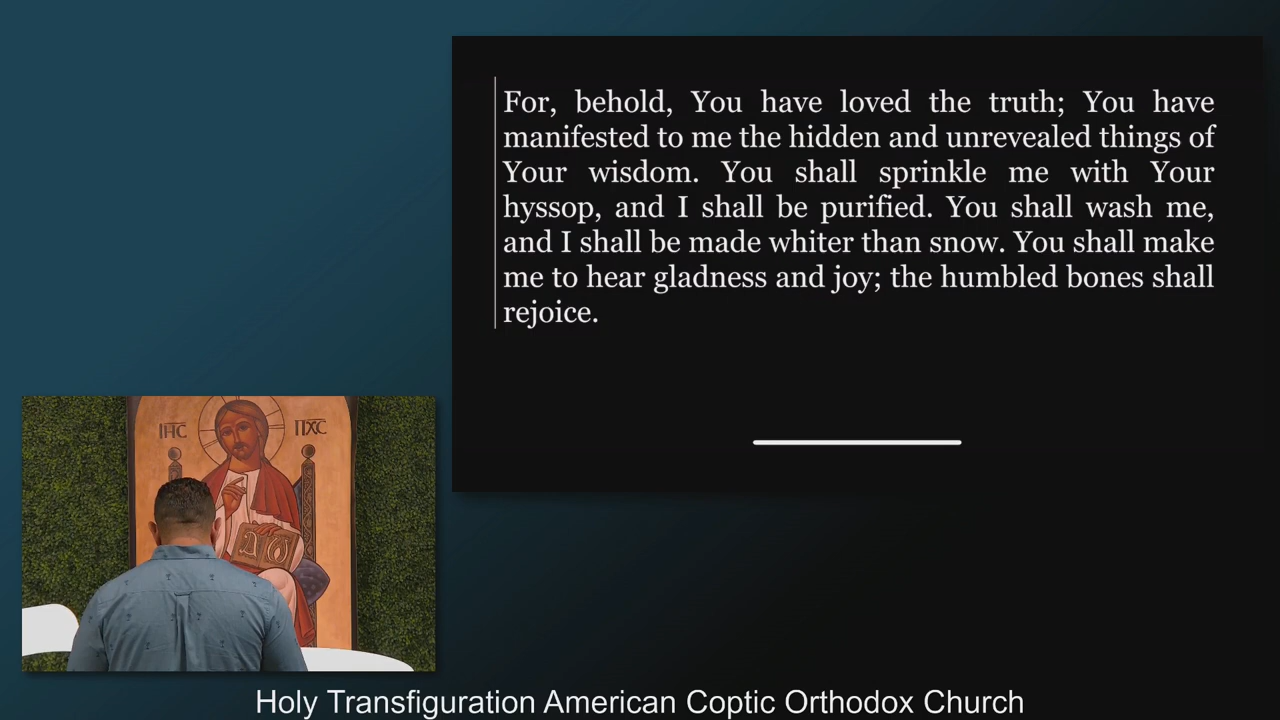 For, behold, You have loved the truth; You have
manifested to me the hidden and unrevealed things of
Your wisdom. You shall sprinkle me with Your
hyssop, and I shall be purified. You shall wash me,
and I shall be made whiter than snow. You shall make
me to hear gladness and joy; the humbled bones shall
rejoice.
ΙΗС ΠΧС
Ⲁ Ⲱ
Holy Transfiguration American Coptic Orthodox Church